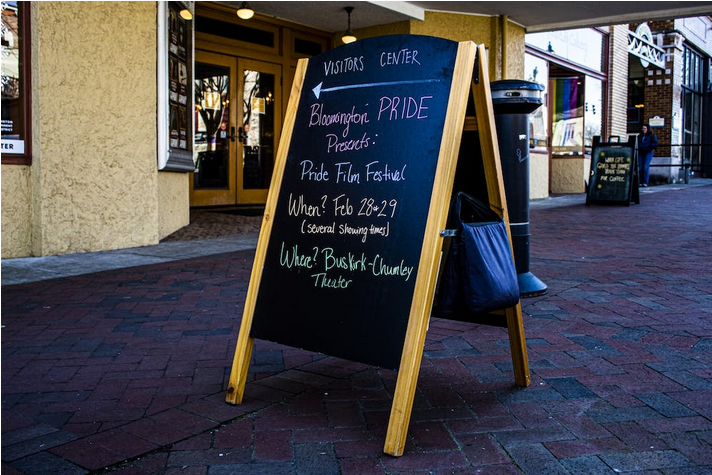 VISITORS CENTER
Bloomington PRIDE
Presents:
Pride Film Festival
When? Feb 28 & 29
(several showing times)
Where? Buskirk-Chumley
Theater
TER